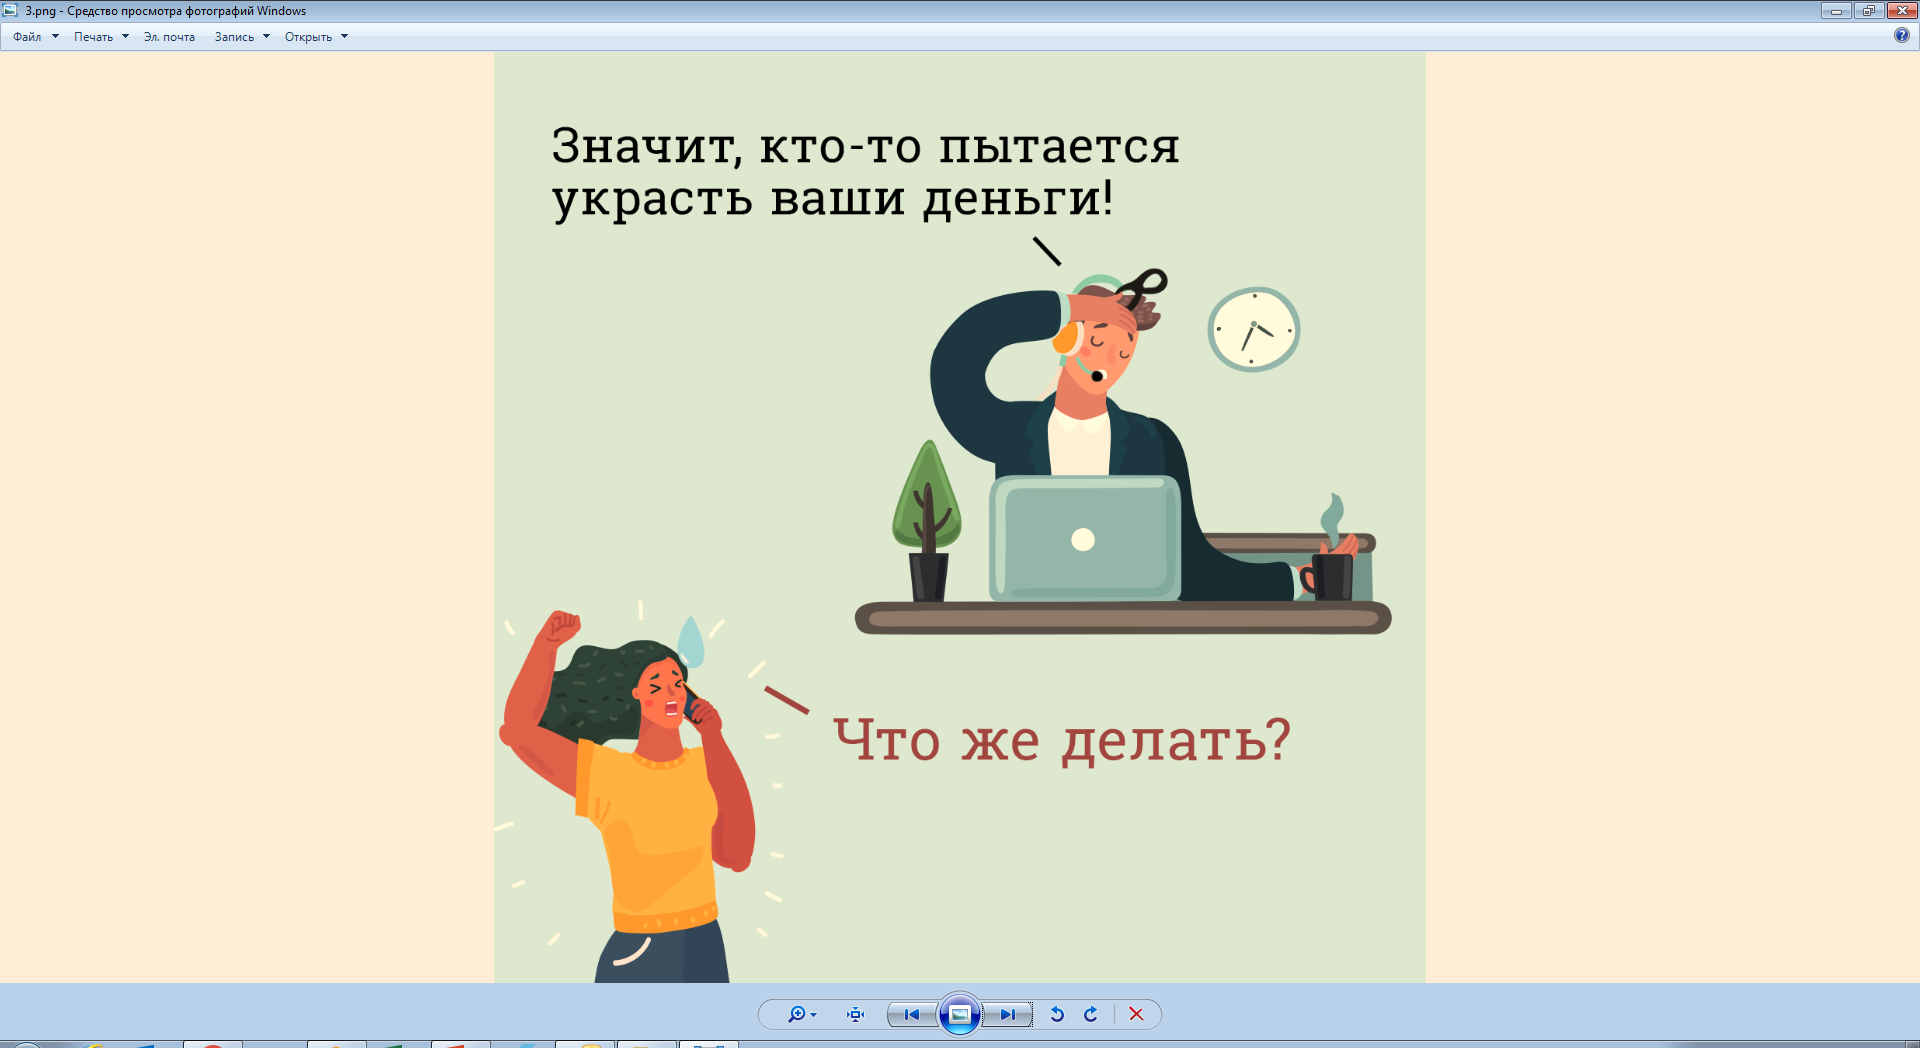 3.png - Средство просмотра фотографий Windows
Файл Печать Эл. почта Запись Открыть
Значит, кто-то пытается
украсть ваши деньги!
Что же делать?